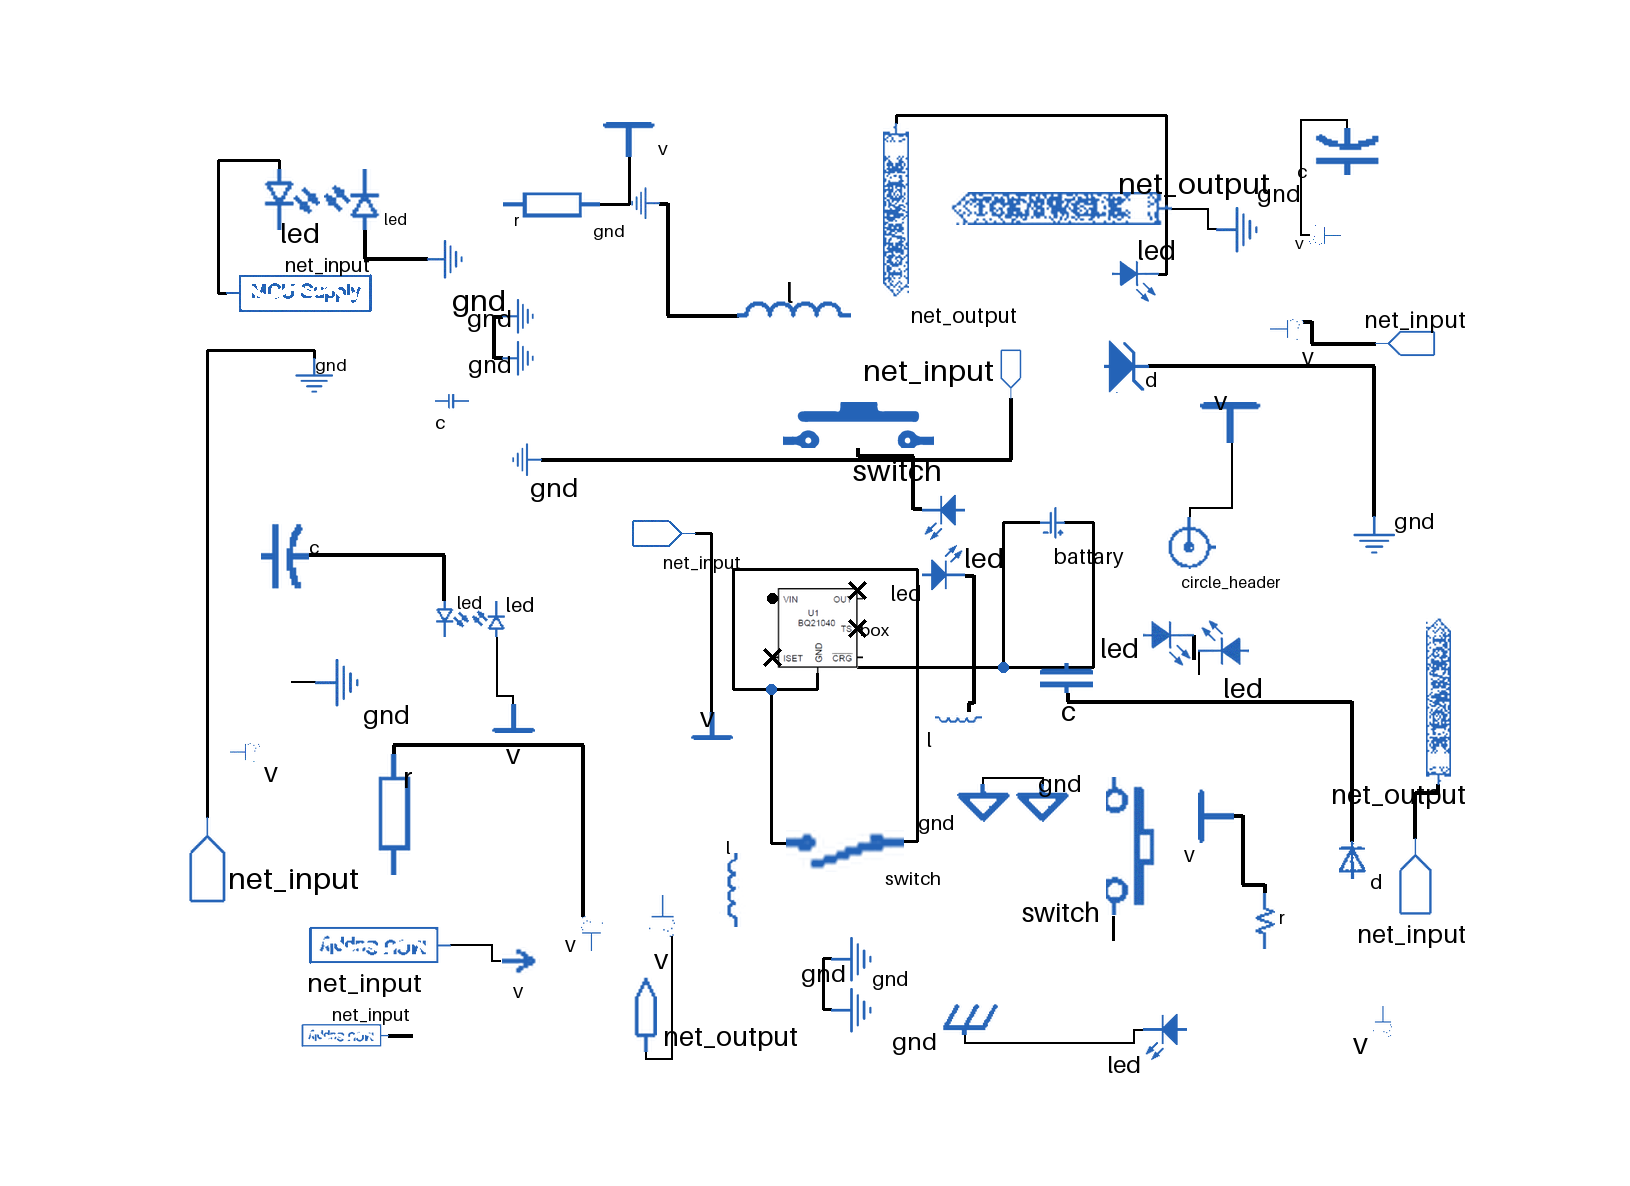 v
led
led
net_input
MCU Supply
r
gnd
net_output
gnd
c
v
led
gnd
gnd
gnd
l
net_output
net_input
v
gnd
c
net_input
d
v
switch
gnd
gnd
c
net_input
led
battary
circle_header
led
led
led
VIN
OUT
U1
BQ21040
TS
box
ISET
GND
CRG
led
led
gnd
v
v
v
c
l
r
gnd
net_output
gnd
l
switch
v
d
net_input
switch
r
net_input
v
v
gnd
gnd
net_input
v
net_input
net_output
gnd
led
v